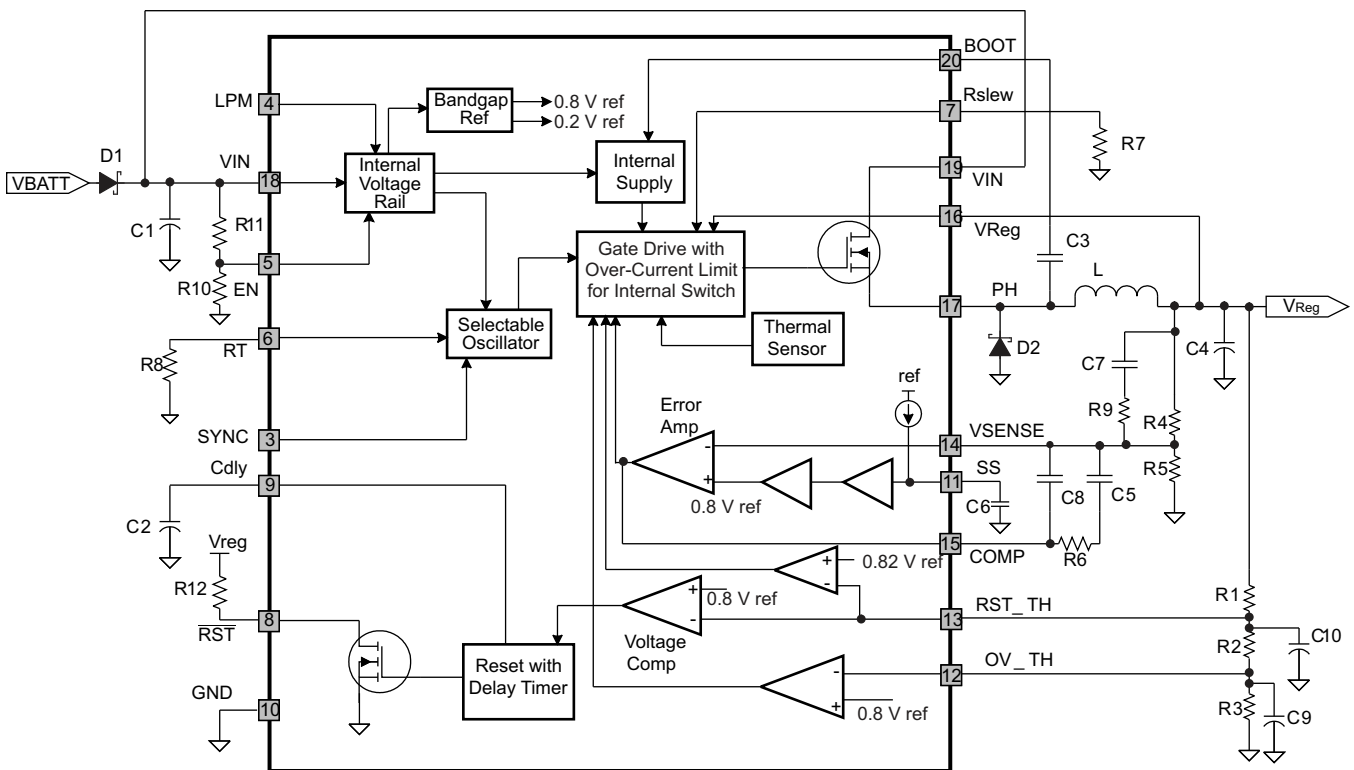 BOOT
20
LPM
4
Bandgap
Ref
0.8 V ref
0.2 V ref
Rslew
7
R7
D1
VBATT
VIN
18
Internal
Voltage
Rail
Internal
Supply
19
VIN
16
VReg
C1
R11
5
R10
EN
Gate Drive with
Over-Current Limit
for Internal Switch
C3
L
17
PH
VReg
6
RT
R8
Selectable
Oscillator
Thermal
Sensor
D2
C7
C4
ref
R9
R4
SYNC
3
Error
Amp
14
VSENSE
R5
Cdly
9
0.8 V ref
11
SS
C6
C8
C5
C2
15
COMP
R6
Vreg
R12
0.82 V ref
+
-
+
-
+
-
0.8 V ref
RST
8
Voltage
Comp
13
RST_TH
R1
R2
C10
Reset with
Delay Timer
12
OV_TH
-
+
0.8 V ref
R3
C9
GND
10